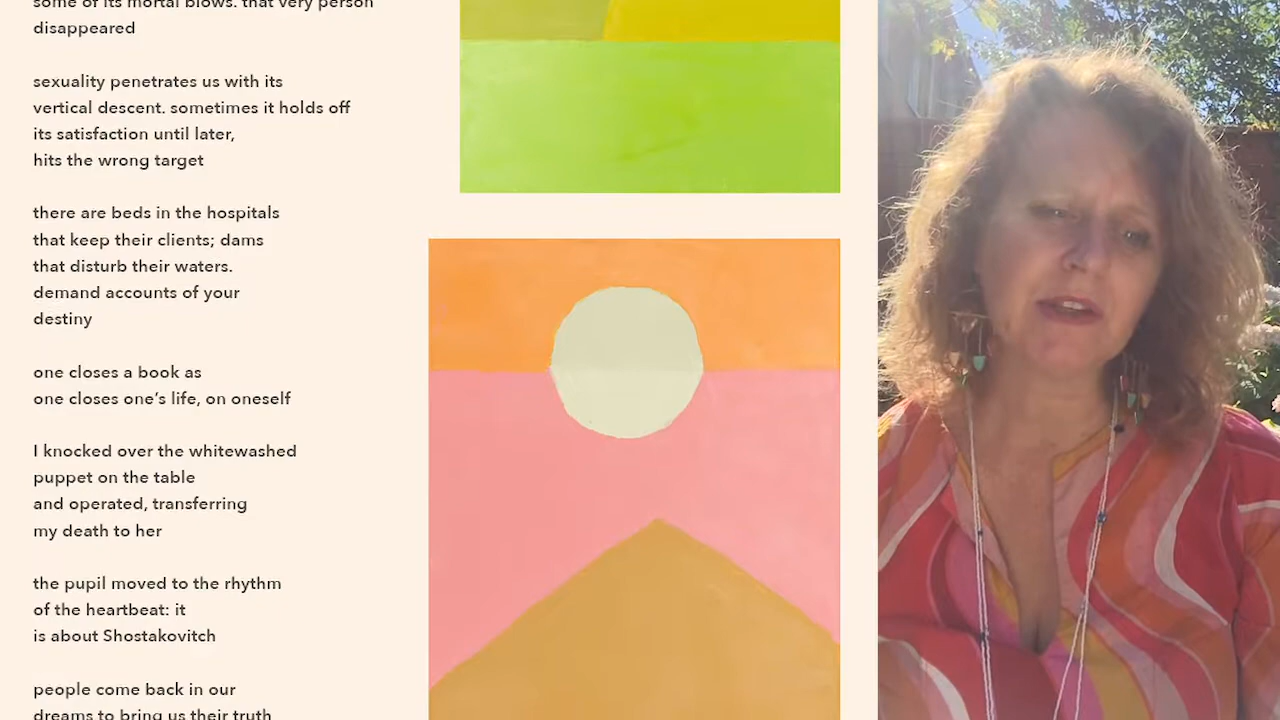 some of its mortal blows. that very person
disappeared
sexuality penetrates us with its
vertical descent. sometimes it holds off
its satisfaction until later,
hits the wrong target
there are beds in the hospitals
that keep their clients; dams
that disturb their waters.
demand accounts of your
destiny
one closes a book as
one closes one's life, on oneself
I knocked over the whitewashed
puppet on the table
and operated, transferring
my death to her
the pupil moved to the rhythm
of the heartbeat: it
is about Shostakovitch
people come back in our
dreams to bring us their truth